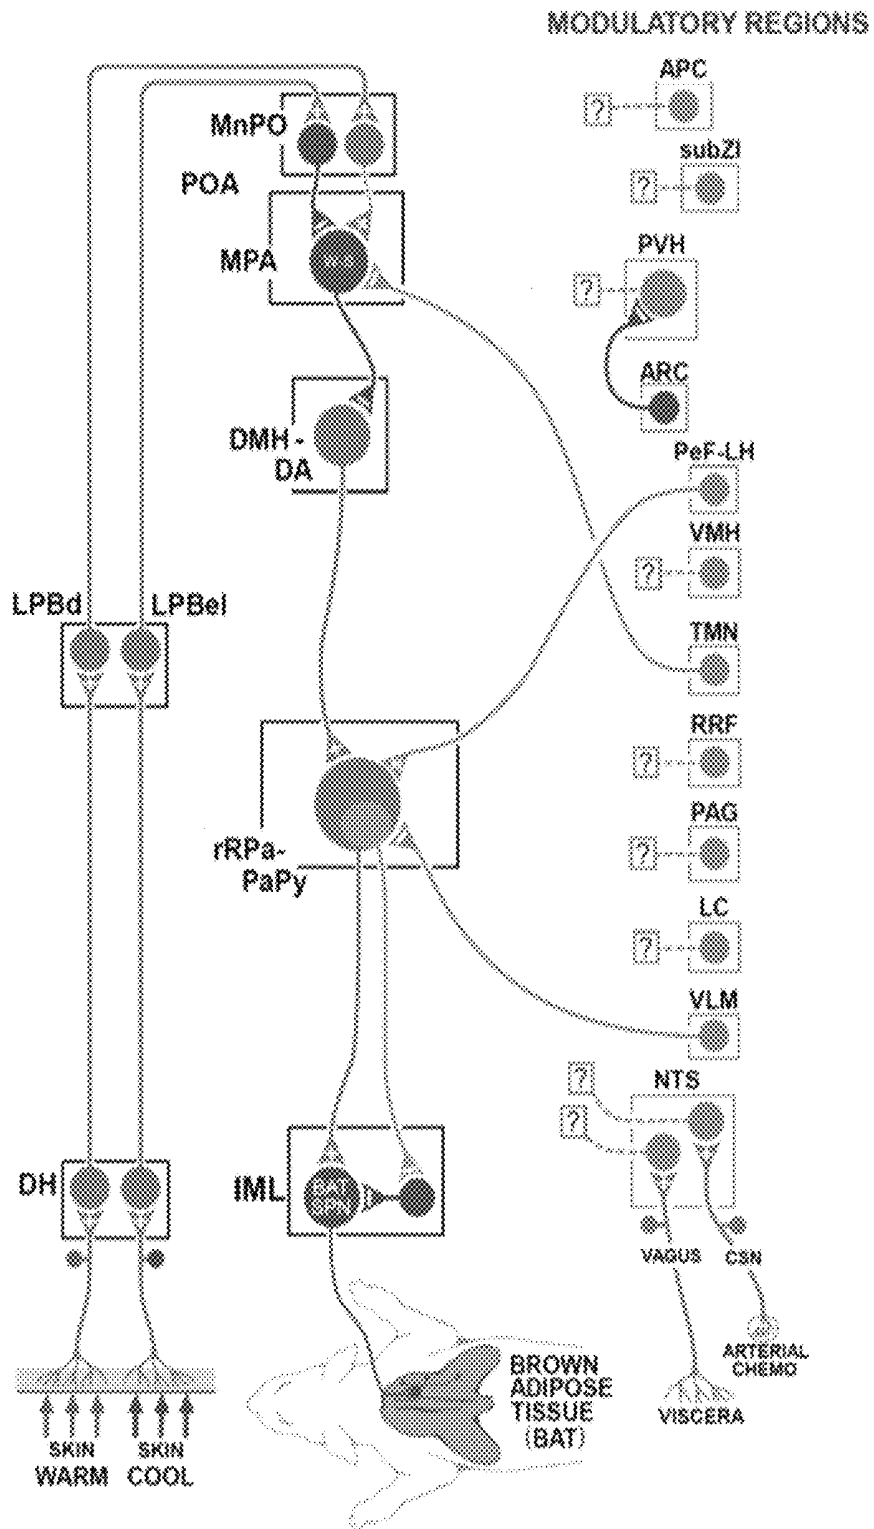 MODULATORY REGIONS
APC
?
MnPO
subZI
POA
?
PVH
MPA
?
ARC
DMH-
DA
PeF-LH
VMH
?
LPBd
LPBel
TMN
RRF
?
PAG
?
rRPa-
PaPy
LC
?
VLM
NTS
?
?
DH
IML
BAT
SPN
VAGUS
CSN
ARTERIAL
CHEMO
BROWN
ADIPOSE
TISSUE
(BAT)
VISCERA
SKIN
WARM
SKIN
COOL